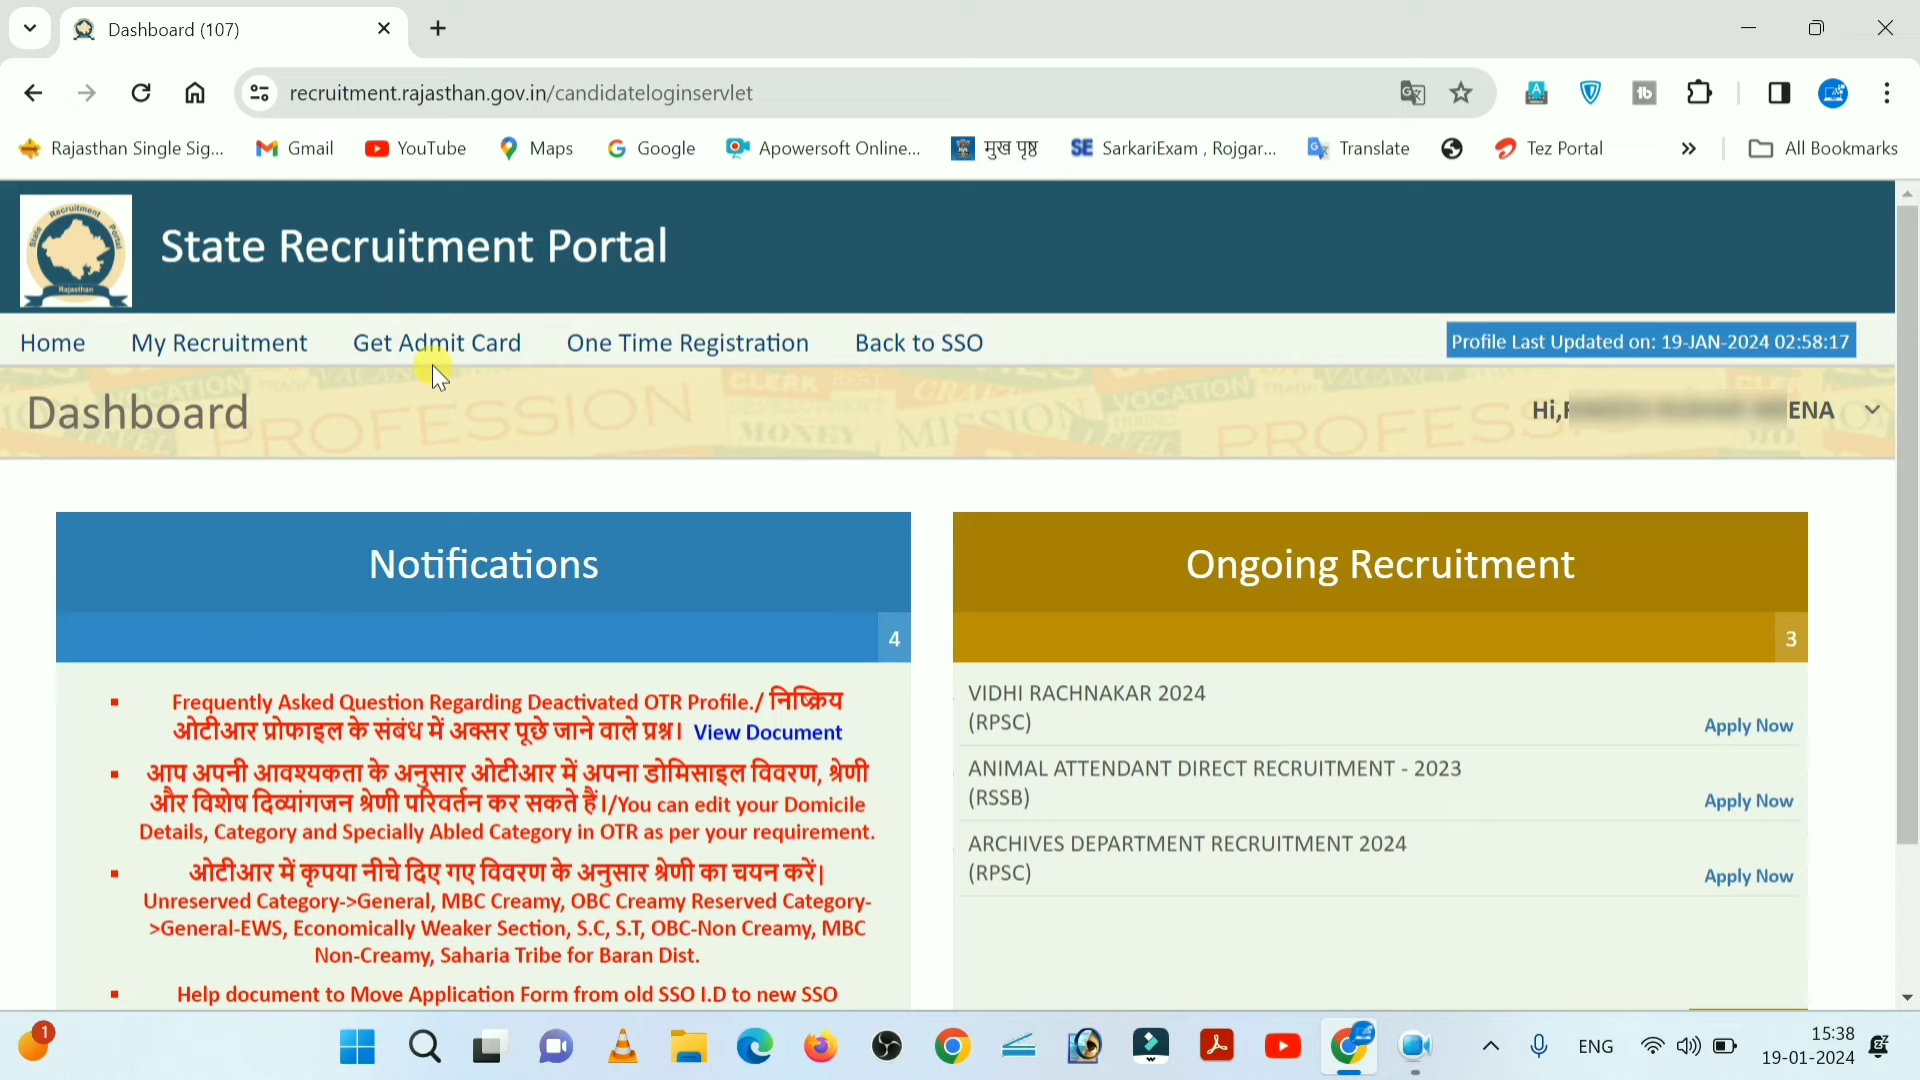 Dashboard (107)
recruitment.rajasthan.gov.in/candidateloginservlet
Rajasthan Single Sig... Gmail YouTube Maps Google Apowersoft Online... मुख पृष्ठ SE SarkariExam , Rojgar... Translate Tez Portal » All Bookmarks
State Recruitment Portal
Rajasthan
State Recruitment Portal
Home My Recruitment Get Admit Card One Time Registration Back to SSO Profile Last Updated on: 19-JAN-2024 02:58:17
Dashboard
Hi, ENA
Notifications
4
Frequently Asked Question Regarding Deactivated OTR Profile./ निष्क्रिय
ओटीआर प्रोफाइल के संबंध में अक्सर पूछे जाने वाले प्रश्न। View Document
आप अपनी आवश्यकता के अनुसार ओटीआर में अपना डोमिसाइल विवरण, श्रेणी
और विशेष दिव्यांगजन श्रेणी परिवर्तन कर सकते हैं।/You can edit your Domicile
Details, Category and Specially Abled Category in OTR as per your requirement.
ओटीआर में कृपया नीचे दिए गए विवरण के अनुसार श्रेणी का चयन करें|
Unreserved Category->General, MBC Creamy, OBC Creamy Reserved Category-
>General-EWS, Economically Weaker Section, S.C, S.T, OBC-Non Creamy, MBC
Non-Creamy, Saharia Tribe for Baran Dist.
Help document to Move Application Form from old SSO I.D to new SSO
Ongoing Recruitment
3
VIDHI RACHNAKAR 2024
(RPSC)
Apply Now
ANIMAL ATTENDANT DIRECT RECRUITMENT - 2023
(RSSB)
Apply Now
ARCHIVES DEPARTMENT RECRUITMENT 2024
(RPSC)
Apply Now
1
ENG
15:38
19-01-2024